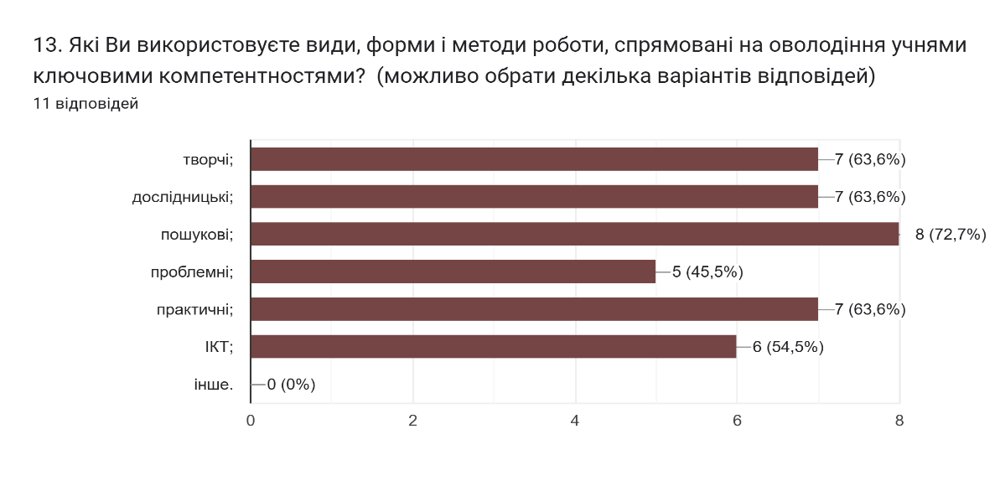 13. Які Ви використовуєте види, форми і методи роботи, спрямовані на оволодіння учнями
ключовими компетентностями?  (можливо обрати декілька варіантів відповідей)
11 відповідей
творчі; 7 (63,6%)
дослідницькі; 7 (63,6%)
пошукові; 8 (72,7%)
проблемні; 5 (45,5%)
практичні; 7 (63,6%)
ІКТ; 6 (54,5%)
інше. 0 (0%)
0 2 4 6 8